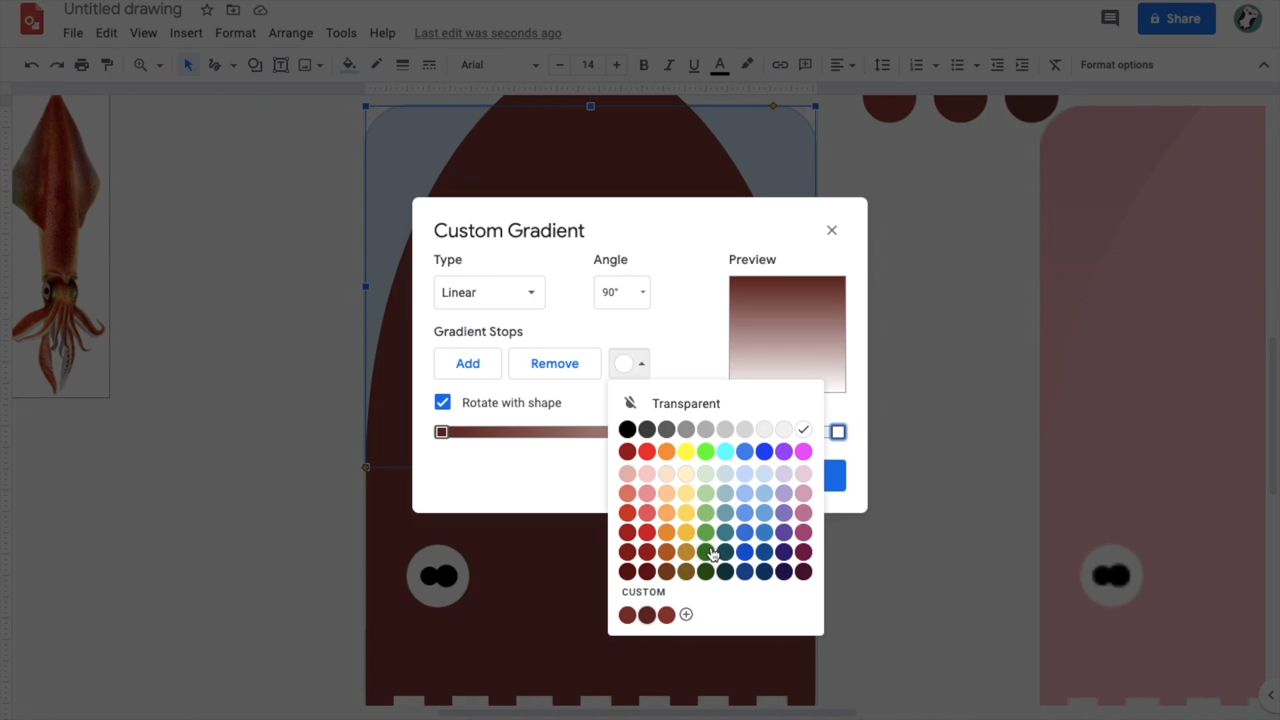 Untitled drawing
File Edit View Insert Format Arrange Tools Help Last edit was seconds ago
Share
Arial
14
B I U A
Format options
Custom Gradient
Type
Angle
Preview
Linear
90°
Gradient Stops
Add
Remove
Rotate with shape
Transparent
CUSTOM